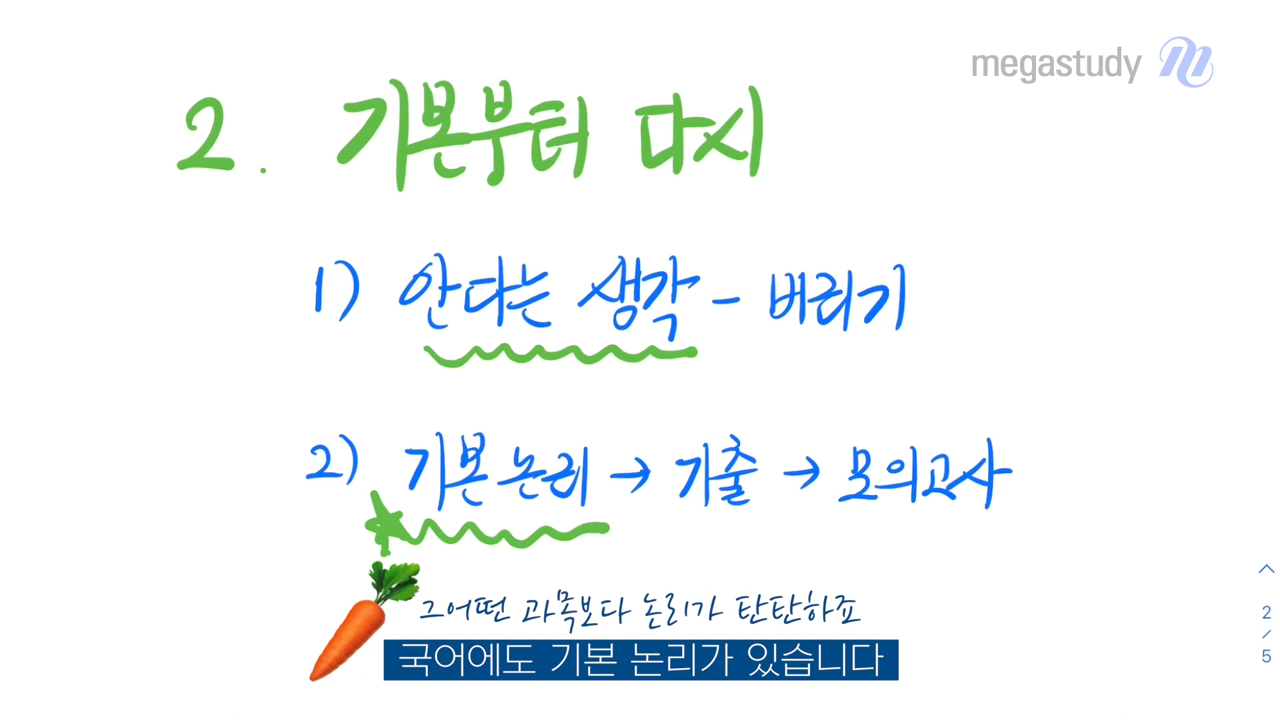 megastudy
2. 기본부터 다시
1) 안다는 생각 - 버리기
2) 기본 논리 → 기출 → 모의고사
그어떤 과목보다 논리가 탄탄하죠
국어에도 기본 논리가 있습니다
2
/
5